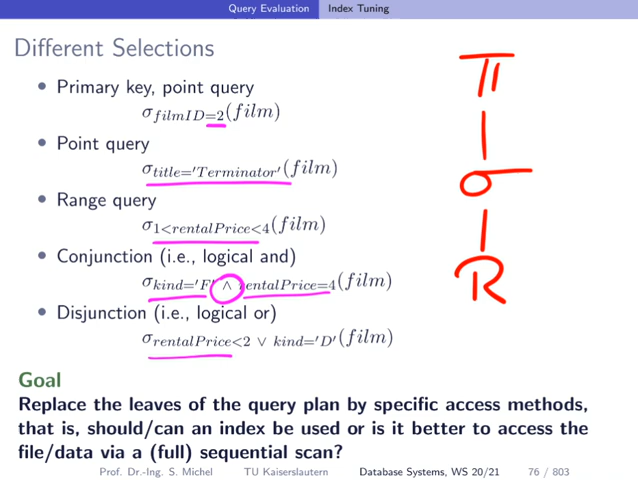 Query Evaluation Index Tuning
Different Selections
• Primary key, point query
σfilmID=2(film)
• Point query
σtitle='Terminator'(film)
• Range query
σ1<rentalPrice<4(film)
• Conjunction (i.e., logical and)
σkind='F' ∧ rentalPrice=4(film)
• Disjunction (i.e., logical or)
σrentalPrice<2 ∨ kind='D'(film)
π
σ
R
Goal
Replace the leaves of the query plan by specific access methods,
that is, should/can an index be used or is it better to access the
file/data via a (full) sequential scan?
Prof. Dr.-Ing. S. Michel TU Kaiserslautern Database Systems, WS 20/21 76 / 803